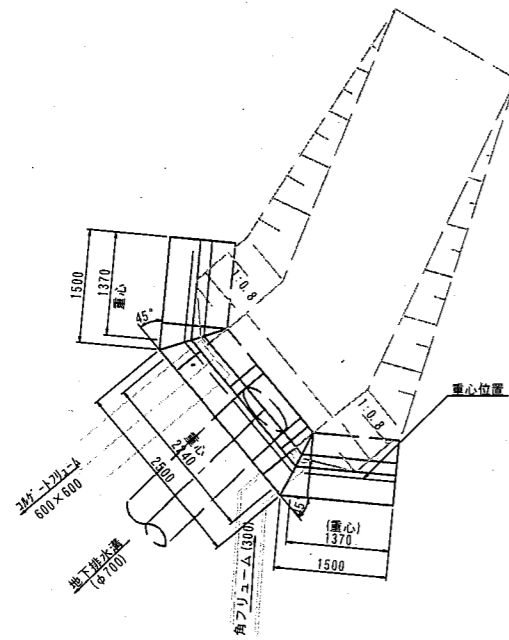 1500
1370
重心
45°
1:0.8
1:0.8
重心位置
重心
2240
2500
コルゲートフリューム
600×600
地下排水溝
(φ700)
角フリューム(300)
45°
(重心)
1370
1500